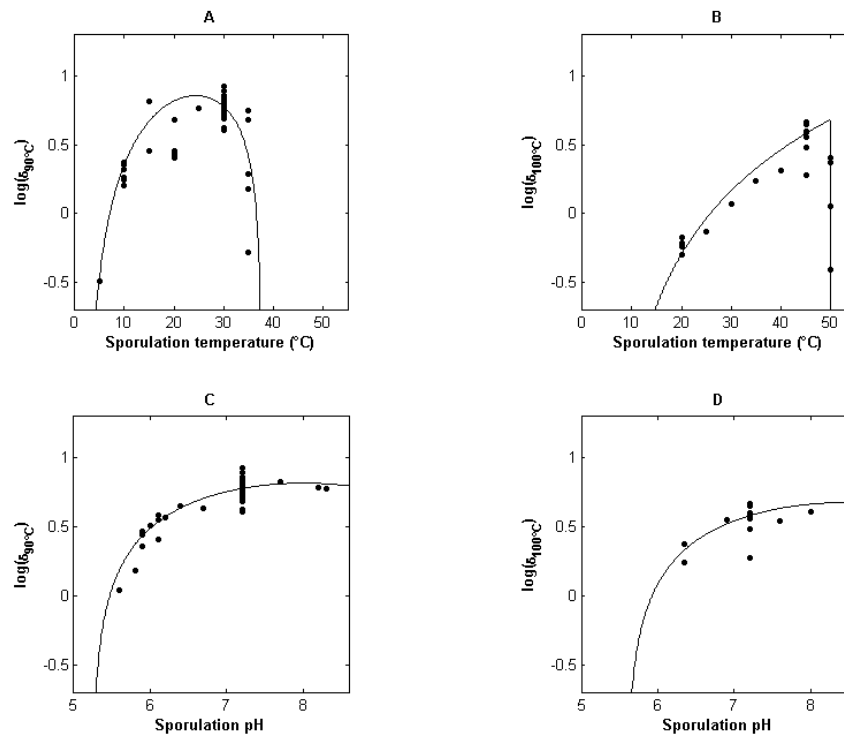 A
log(δ90°C)
1
0.5
0
-0.5
0 10 20 30 40 50
Sporulation temperature (°C)
B
log(δ100°C)
1
0.5
0
-0.5
0 10 20 30 40 50
Sporulation temperature (°C)
C
log(δ90°C)
1
0.5
0
-0.5
5 6 7 8
Sporulation pH
D
log(δ100°C)
1
0.5
0
-0.5
5 6 7 8
Sporulation pH